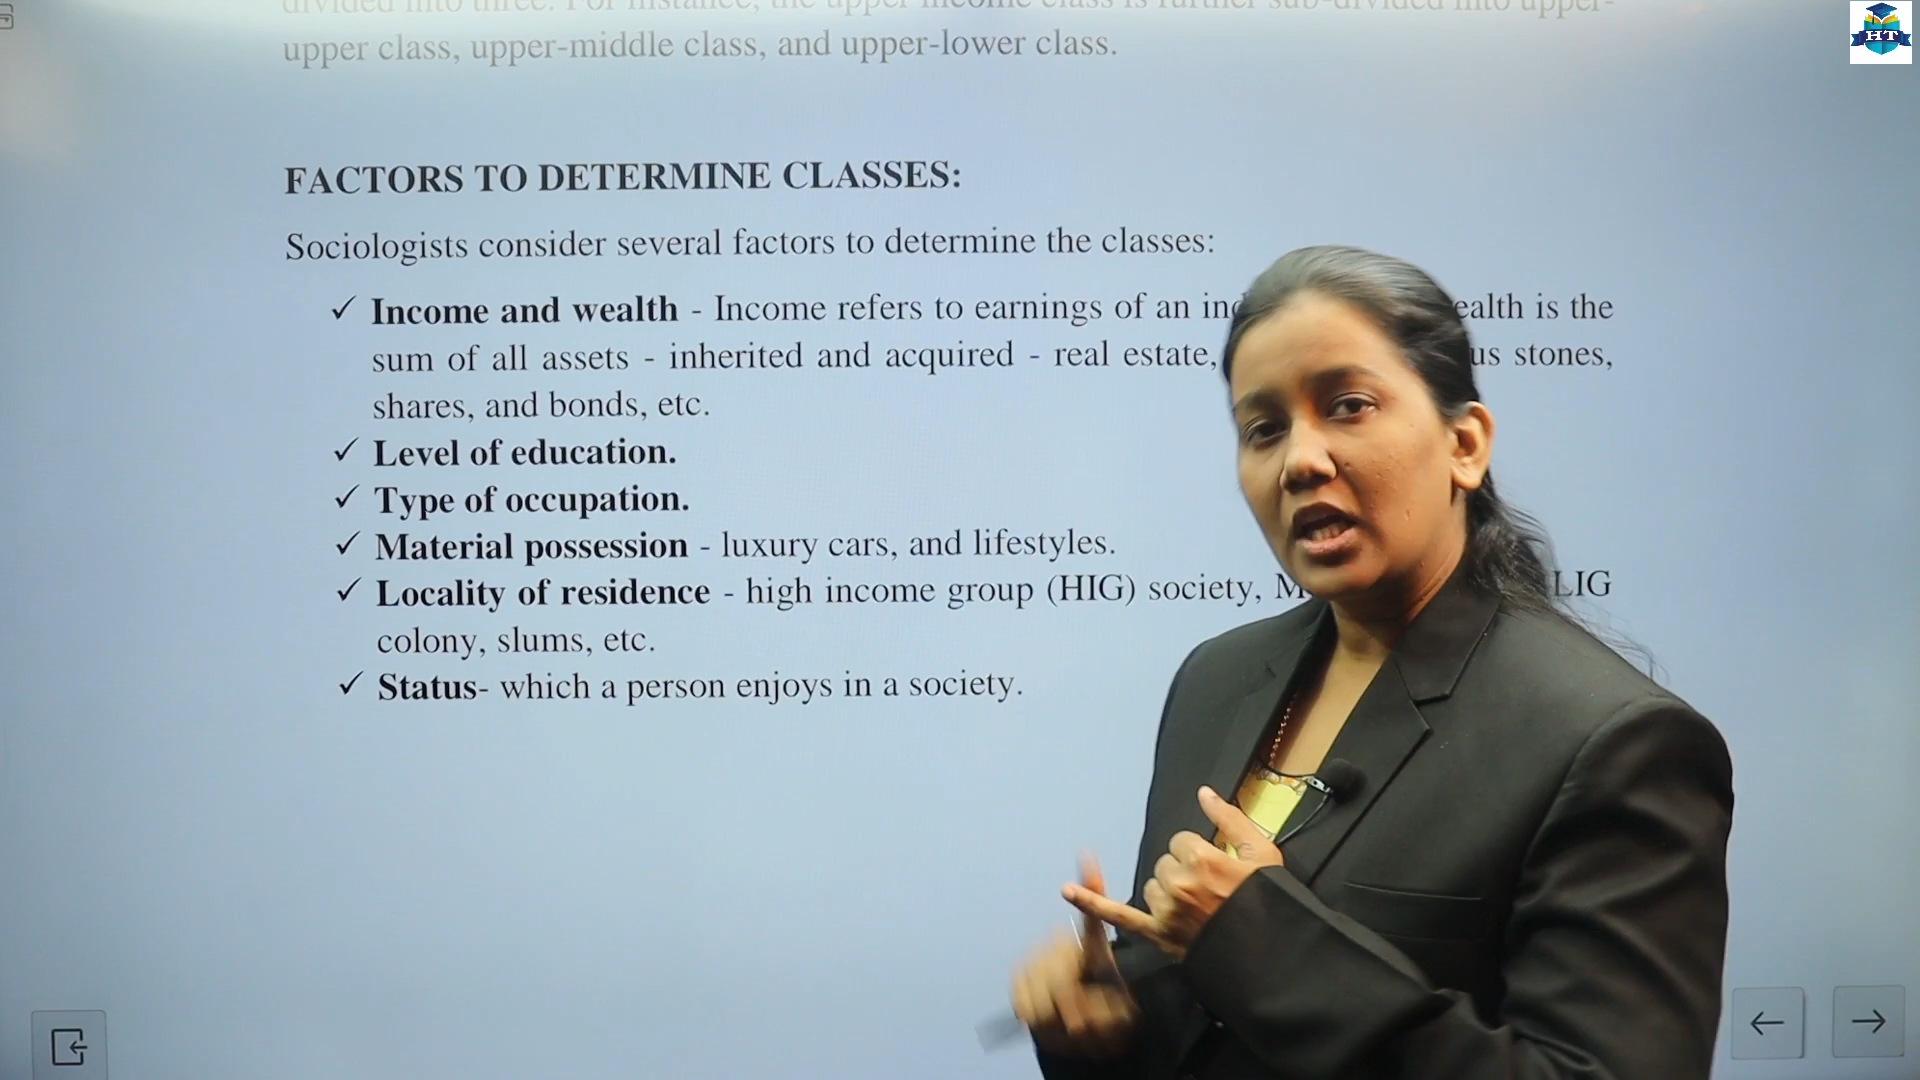 divided into three. For instance, the upper income class is further sub-divided into upper-
upper class, upper-middle class, and upper-lower class.
HT
FACTORS TO DETERMINE CLASSES:
Sociologists consider several factors to determine the classes:
✓ Income and wealth - Income refers to earnings of an ealth is the
sum of all assets - inherited and acquired - real estate, us stones,
shares, and bonds, etc.
✓ Level of education.
✓ Type of occupation.
✓ Material possession - luxury cars, and lifestyles.
✓ Locality of residence - high income group (HIG) society, LIG
colony, slums, etc.
✓ Status- which a person enjoys in a society.